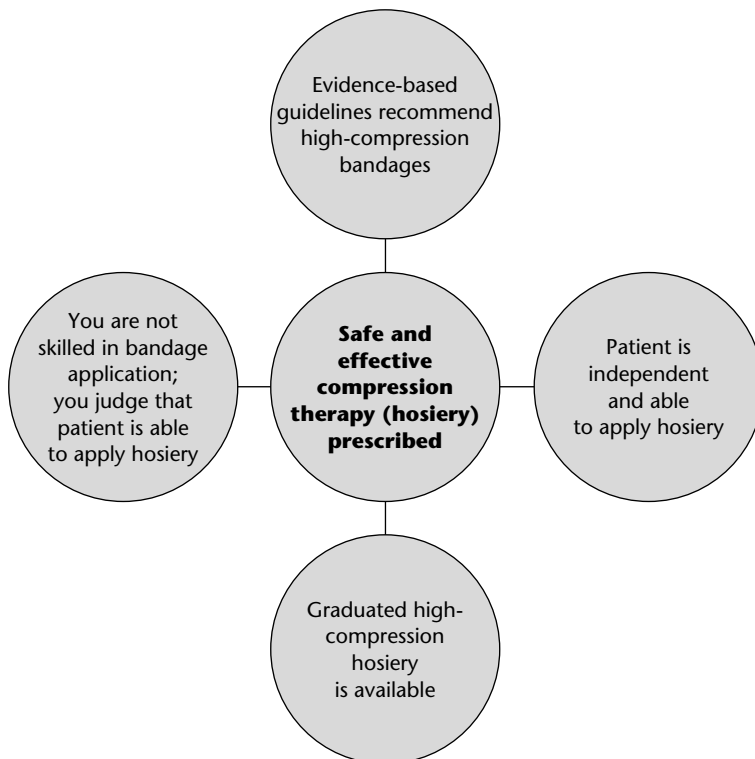 Evidence-based
guidelines recommend
high-compression
bandages
You are not
skilled in bandage
application;
you judge that
patient is able
to apply hosiery
Safe and
effective
compression
therapy (hosiery)
prescribed
Patient is
independent
and able
to apply hosiery
Graduated high-
compression
hosiery
is available